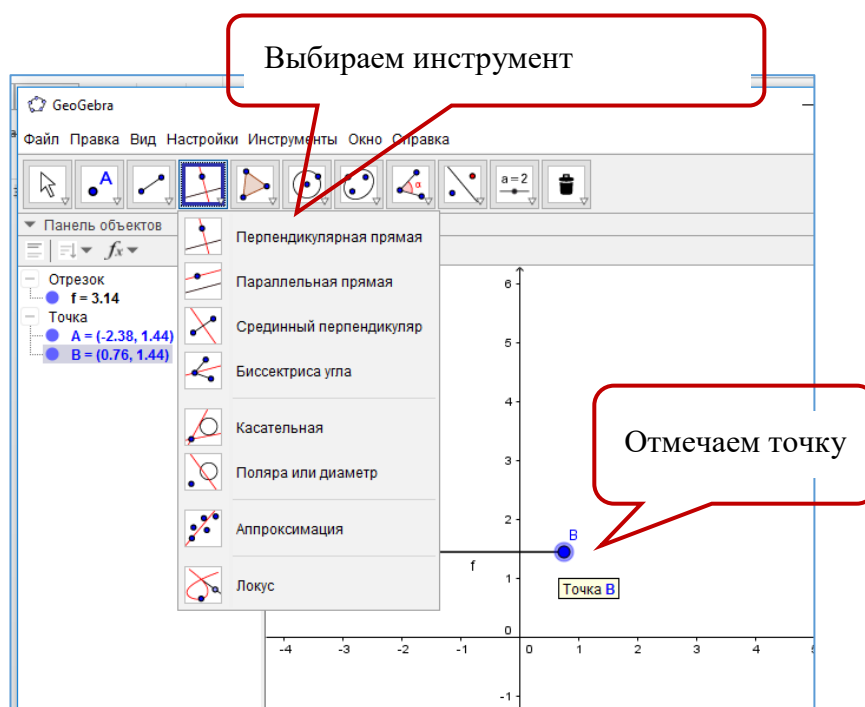 Выбираем инструмент
GeoGebra
Файл Правка Вид Настройки Инструменты Окно Справка
A
α
a = 2
Панель объектов
fx
Отрезок
f = 3.14
Точка
A = (-2.38, 1.44)
B = (0.76, 1.44)
Перпендикулярная прямая
Параллельная прямая
Срединный перпендикуляр
Биссектриса угла
Касательная
Поляра или диаметр
Аппроксимация
Локус
6
5
4
3
2
1
0
-1
Отмечаем точку
B
f
Точка B
-4 -3 -2 -1 0 1 2 3 4